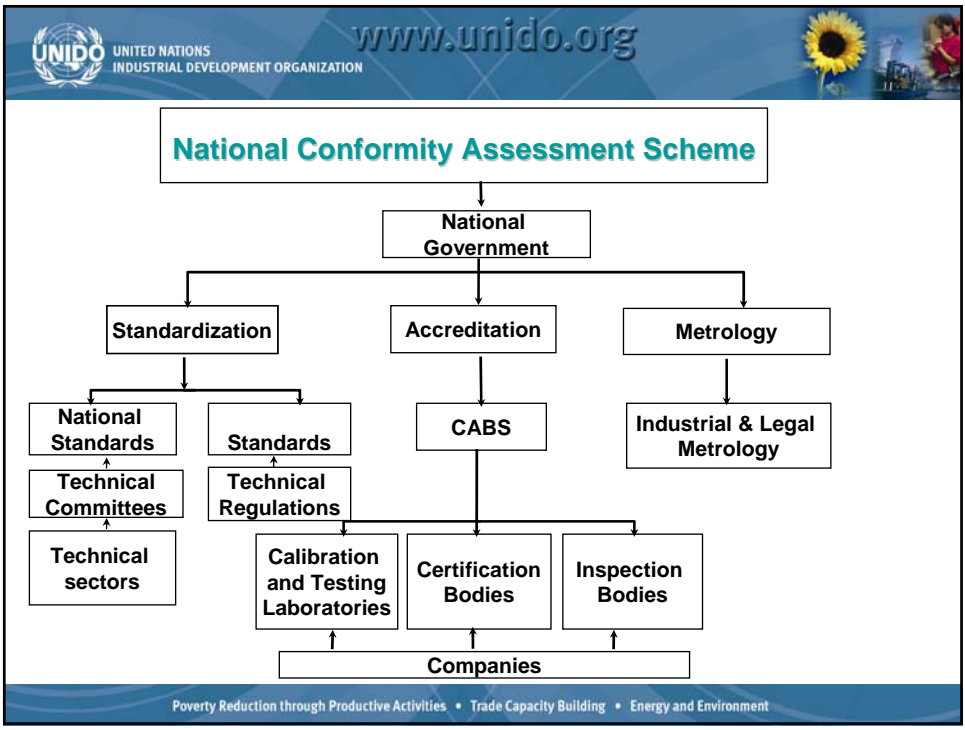 www.unido.org
UNIDO
UNITED NATIONS
INDUSTRIAL DEVELOPMENT ORGANIZATION
National Conformity Assessment Scheme
National
Government
Standardization
Accreditation
Metrology
National
Standards
Standards
CABS
Industrial & Legal
Metrology
Technical
Committees
Technical
Regulations
Technical
sectors
Calibration
and Testing
Laboratories
Certification
Bodies
Inspection
Bodies
Companies
Poverty Reduction through Productive Activities • Trade Capacity Building • Energy and Environment